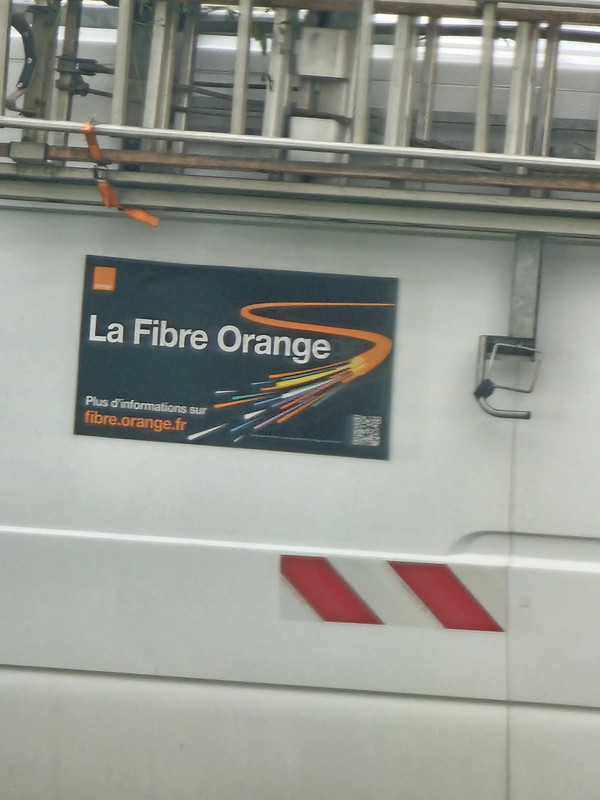 La Fibre Orange
Plus d'informations sur
fibre.orange.fr